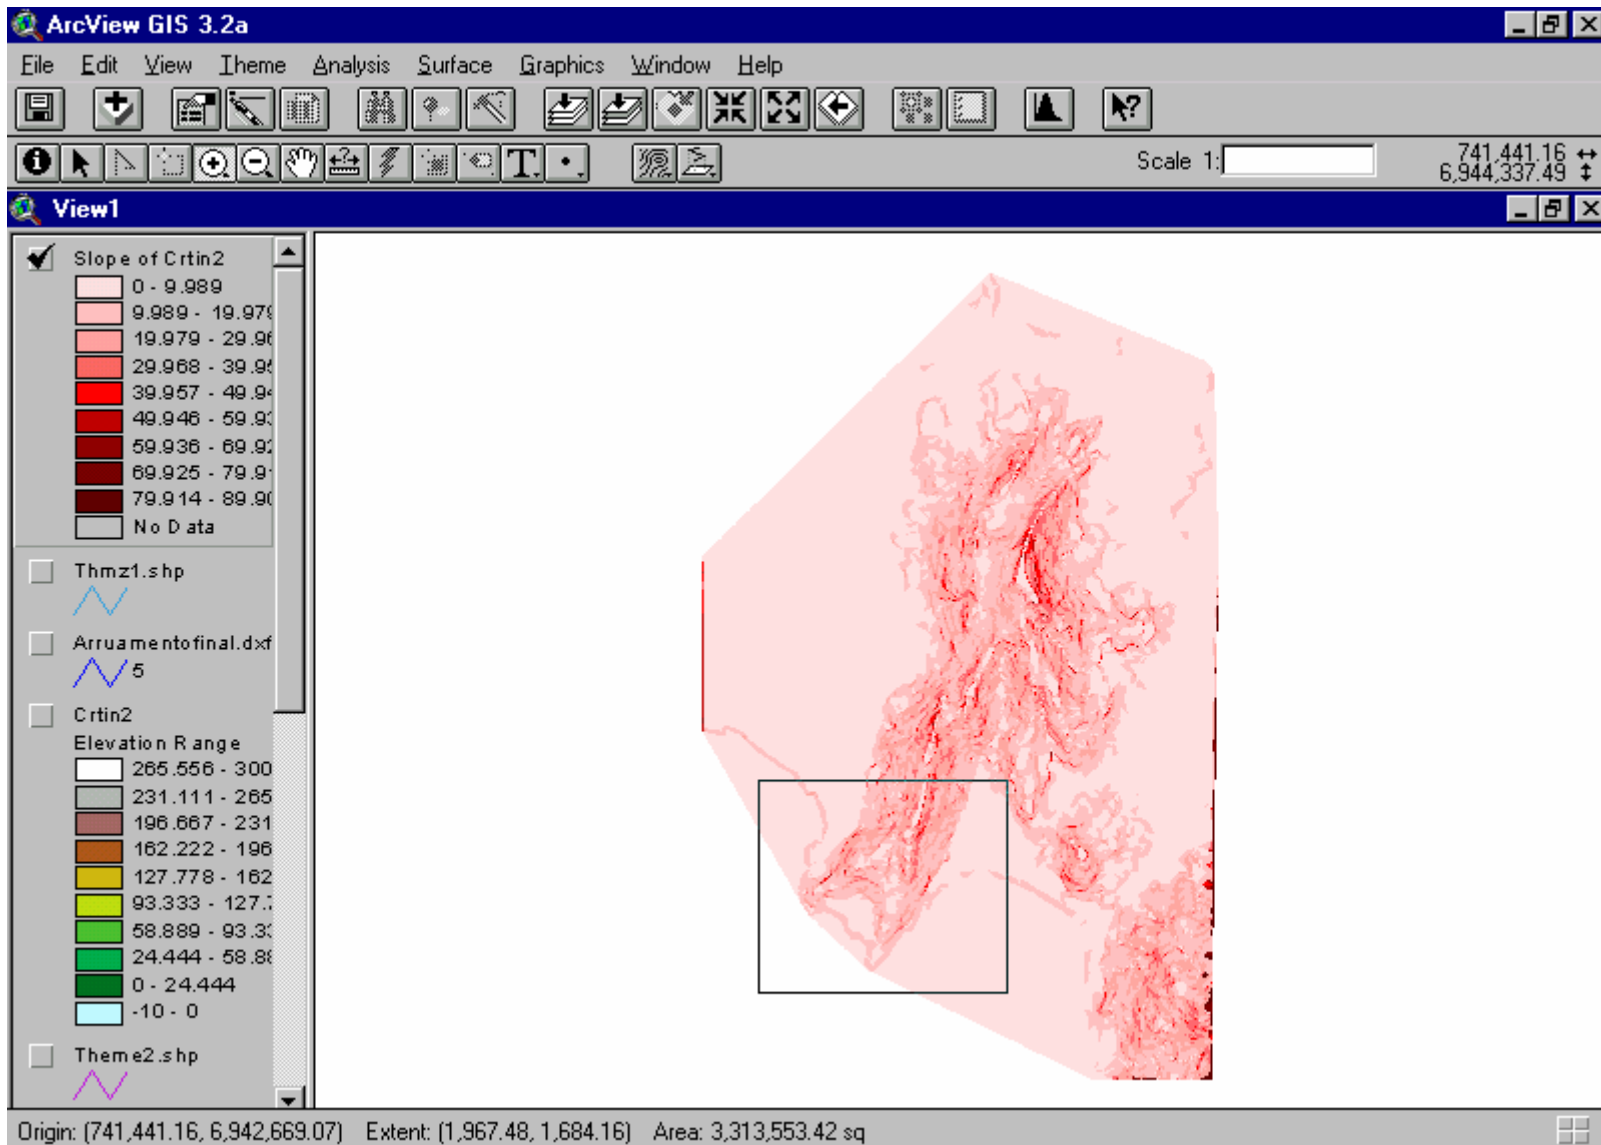 ArcView GIS 3.2a
File Edit View Theme Analysis Surface Graphics Window Help
Scale 1:
741,441.16
6,944,337.49
View1
Slope of Crtin2
0 - 9.989
9.989 - 19.979
19.979 - 29.96
29.968 - 39.95
39.957 - 49.94
49.946 - 59.93
59.936 - 69.92
69.925 - 79.91
79.914 - 89.90
No Data
Thmz1.shp
Arruamentofinal.dxf
5
Crtin2
Elevation Range
265.556 - 300
231.111 - 265
196.667 - 231
162.222 - 196
127.778 - 162
93.333 - 127.7
58.889 - 93.33
24.444 - 58.88
0 - 24.444
-10 - 0
Theme2.shp
Origin: (741,441.16, 6,942,669.07) Extent: (1,967.48, 1,684.16) Area: 3,313,553.42 sq